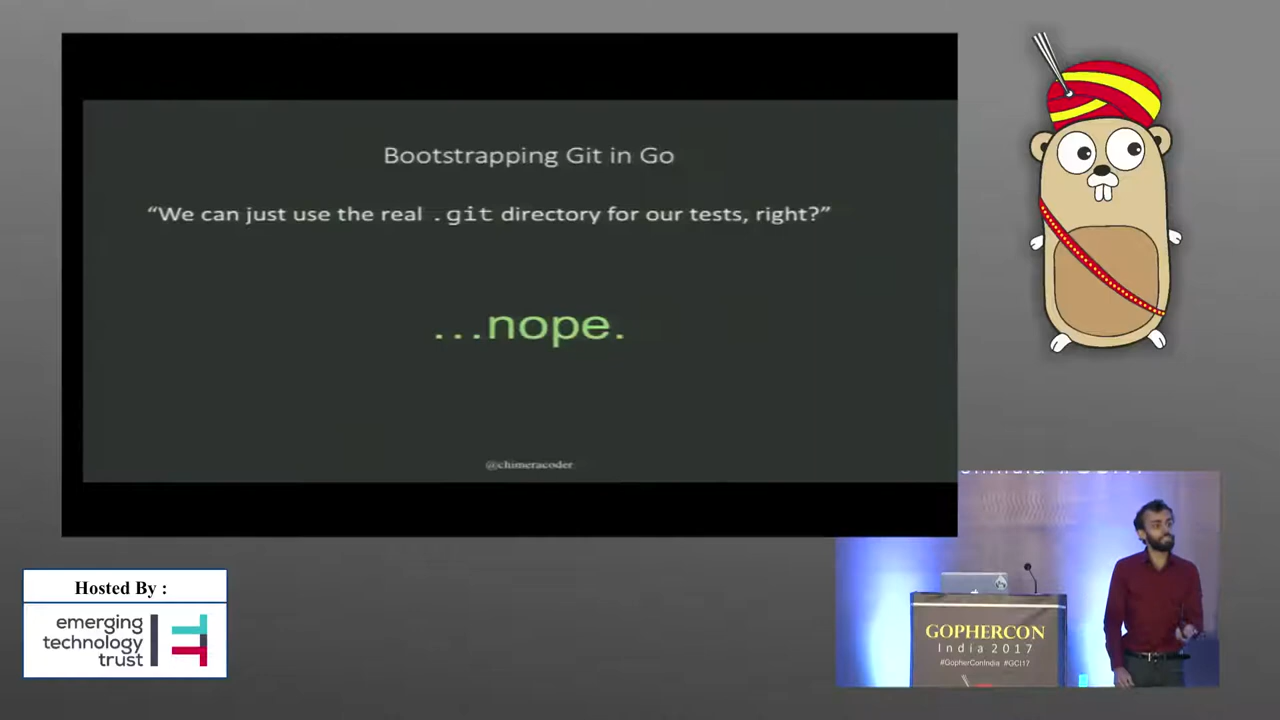 Bootstrapping Git in Go
“We can just use the real .git directory for our tests, right?”
...nope.
@chimeracoder
Hosted By :
emerging
technology
trust
GOPHERCON
India 2017
#GopherConIndia #GCI17